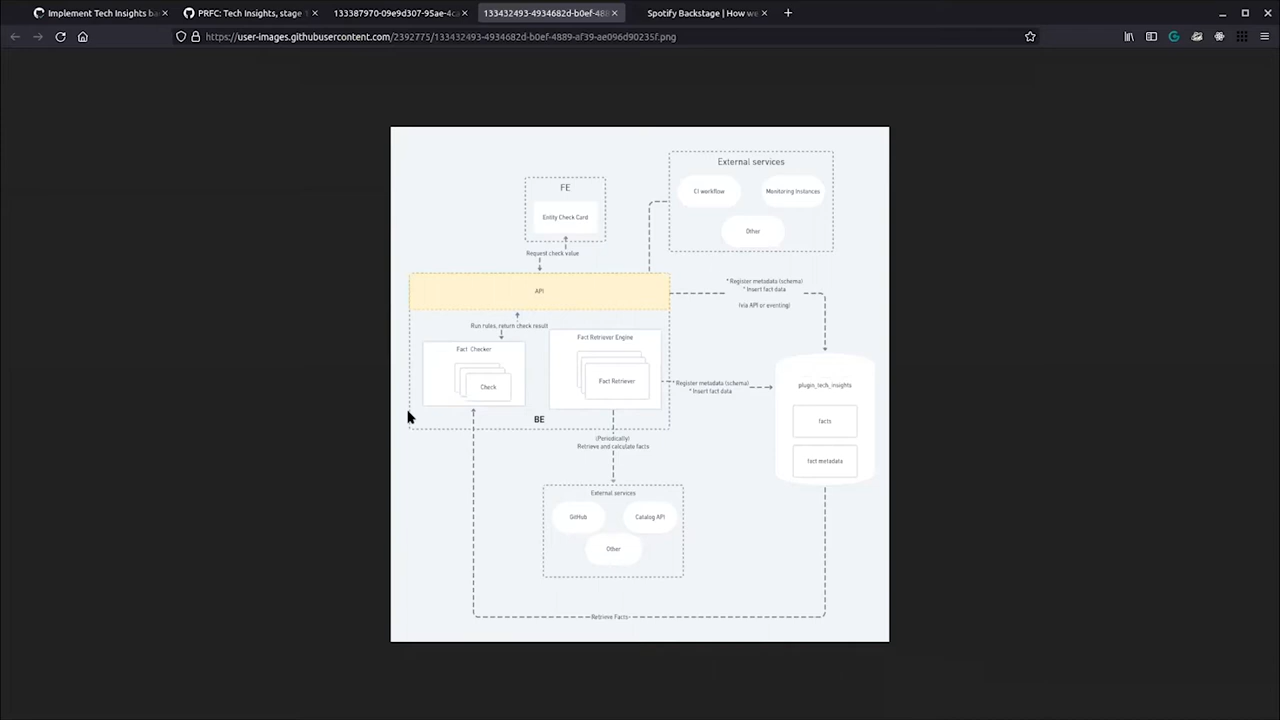 Implement Tech Insights ba
PRFC: Tech Insights, stage
133387970-09e9d307-95ae-4ca
133432493-4934682d-b0ef-488
Spotify Backstage | How we
https://user-images.githubusercontent.com/2392775/133432493-4934682d-b0ef-4889-af39-ae096d90235f.png
External services
CI workflow
Monitoring Instances
Other
FE
Entity Check Card
Request check value
API
* Register metadata (schema)
* Insert fact data
(via API or eventing)
Run rules, return check result
Fact Checker
Check
Fact Retriever Engine
Fact Retriever
BE
* Register metadata (schema)
* Insert fact data
plugin_tech_insights
facts
fact metadata
(Periodically)
Retrieve and calculate facts
External services
GitHub
Catalog API
Other
Retrieve Facts